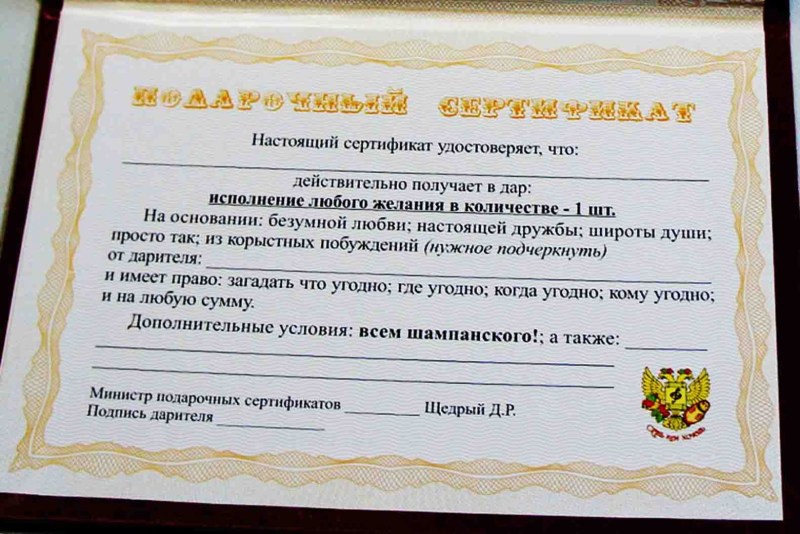 ПОДАРОЧНЫЙ СЕРТИФИКАТ
Настоящий сертификат удостоверяет, что:
действительно получает в дар:
исполнение любого желания в количестве - 1 шт.
На основании: безумной любви; настоящей дружбы; широты души;
просто так; из корыстных побуждений (нужное подчеркнуть)
от дарителя:
и имеет право: загадать что угодно; где угодно; когда угодно; кому угодно;
и на любую сумму.
Дополнительные условия: всем шампанского!; а также:
Министр подарочных сертификатов Щедрый Д.Р.
Подпись дарителя